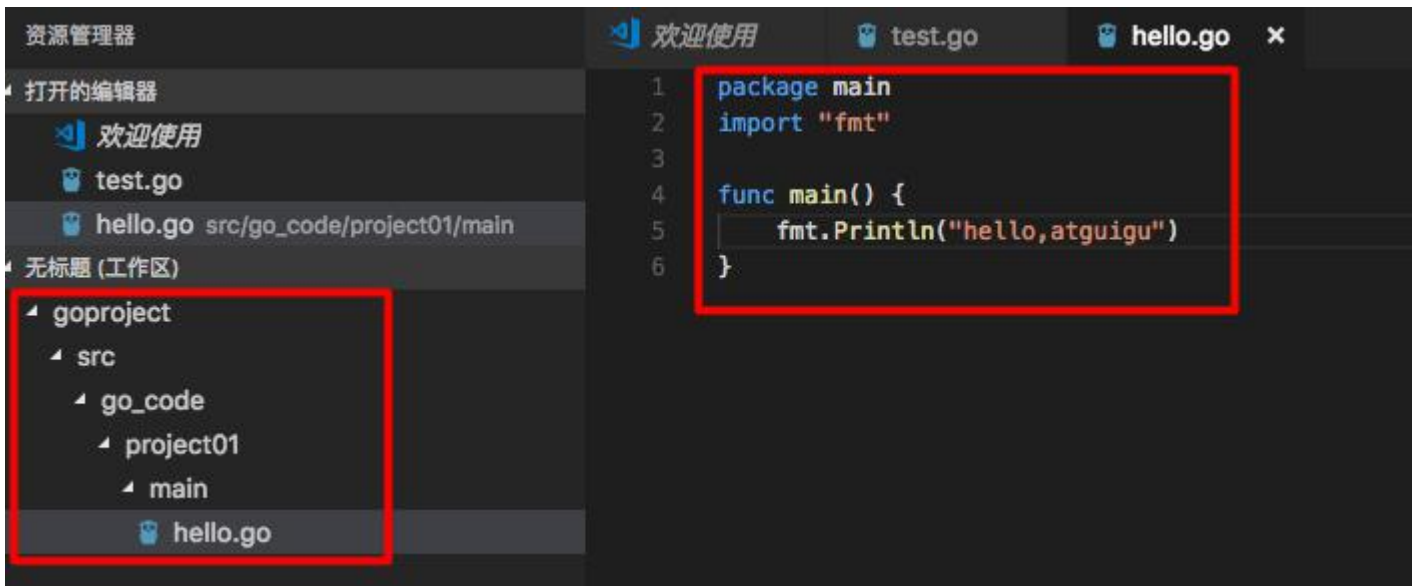 资源管理器
打开的编辑器
欢迎使用
test.go
hello.go src/go_code/project01/main
无标题 (工作区)
goproject
src
go_code
project01
main
hello.go
欢迎使用 test.go hello.go ×
1 package main
2 import "fmt"
3
4 func main() {
5     fmt.Println("hello,atguigu")
6 }